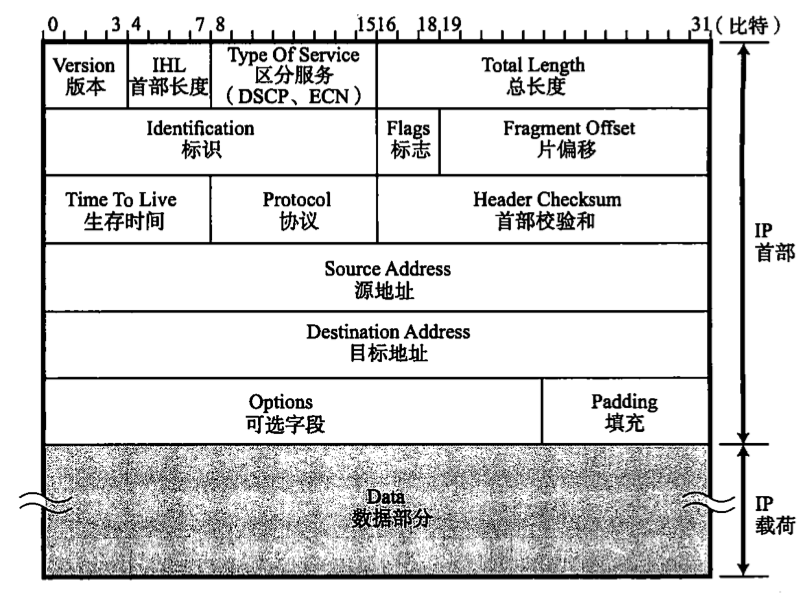 0 3 4 7 8 1516 1819 31(比特)
Version
版本
IHL
首部长度
Type Of Service
区分服务
(DSCP、ECN)
Total Length
总长度
Identification
标识
Flags
标志
Fragment Offset
片偏移
Time To Live
生存时间
Protocol
协议
Header Checksum
首部校验和
IP
首部
Source Address
源地址
Destination Address
目标地址
Options
可选字段
Padding
填充
Data
数据部分
IP
载荷